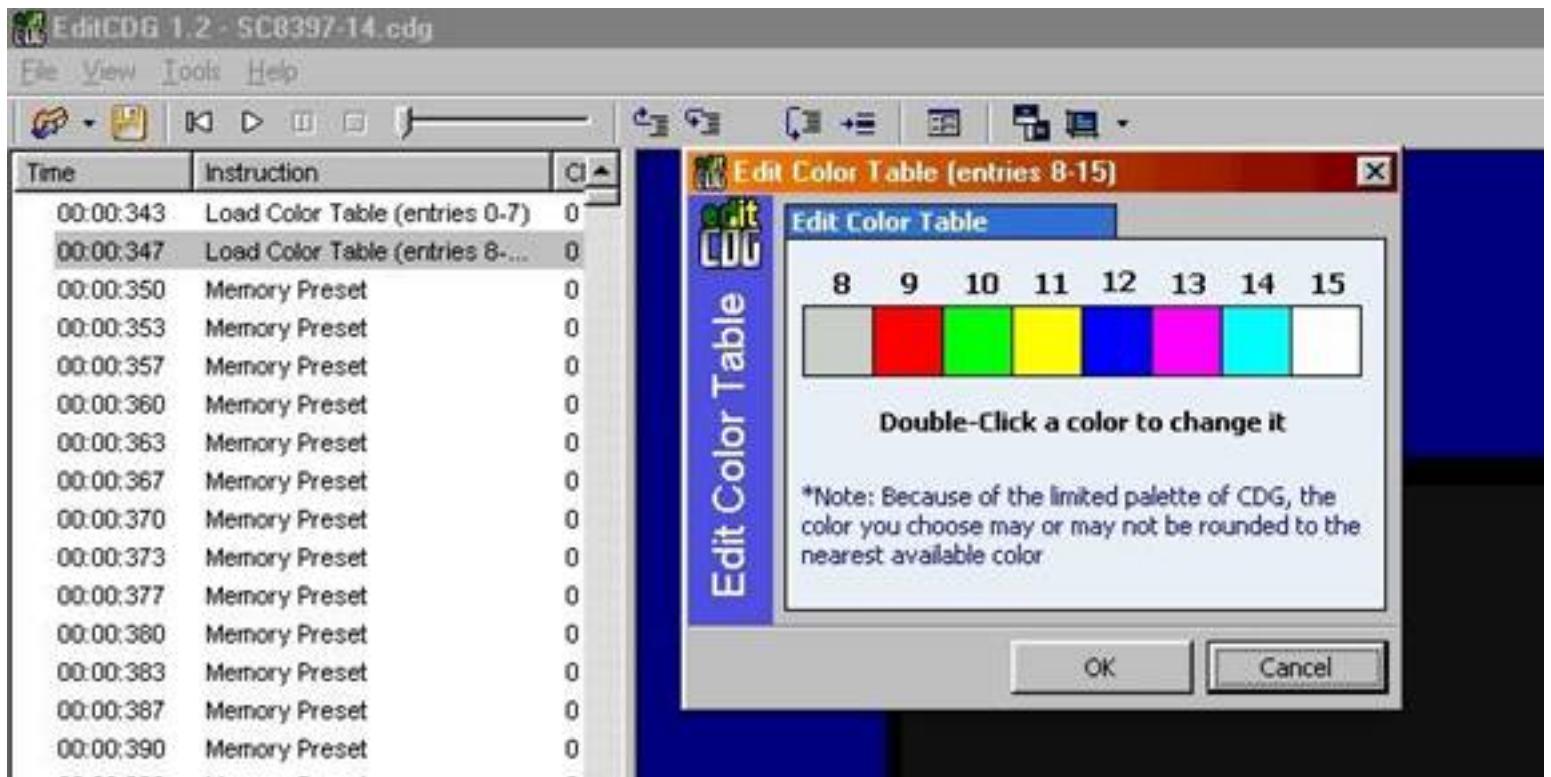 EditCDG 1.2 - SC8397-14.cdg
File View Tools Help
Time Instruction Cl
00:00:343 Load Color Table (entries 0-7) 0
00:00:347 Load Color Table (entries 8-... 0
00:00:350 Memory Preset 0
00:00:353 Memory Preset 0
00:00:357 Memory Preset 0
00:00:360 Memory Preset 0
00:00:363 Memory Preset 0
00:00:367 Memory Preset 0
00:00:370 Memory Preset 0
00:00:373 Memory Preset 0
00:00:377 Memory Preset 0
00:00:380 Memory Preset 0
00:00:383 Memory Preset 0
00:00:387 Memory Preset 0
00:00:390 Memory Preset 0
Edit Color Table (entries 8-15)
edit
CDG
Edit Color Table
Edit Color Table
8 9 10 11 12 13 14 15
Double-Click a color to change it
*Note: Because of the limited palette of CDG, the
color you choose may or may not be rounded to the
nearest available color
OK Cancel